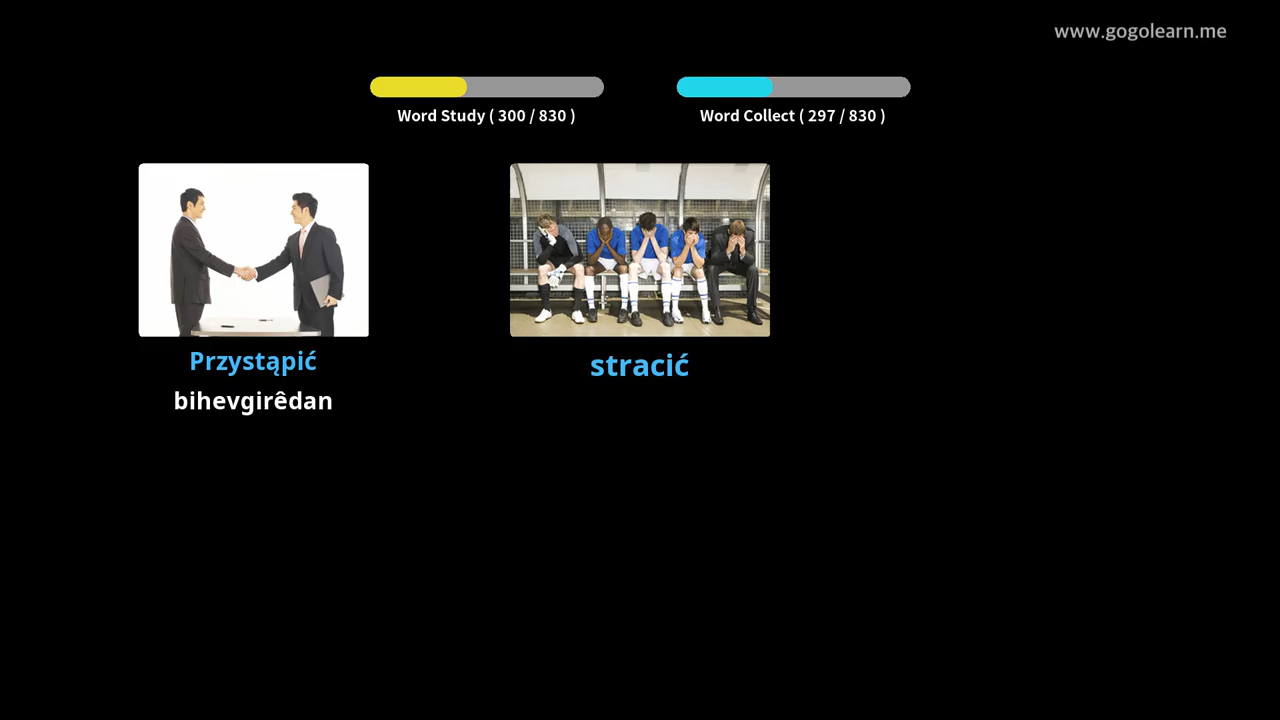 www.gogolearn.me
Word Study ( 300 / 830 )
Word Collect ( 297 / 830 )
Przystąpić
bihevgirêdan
stracić